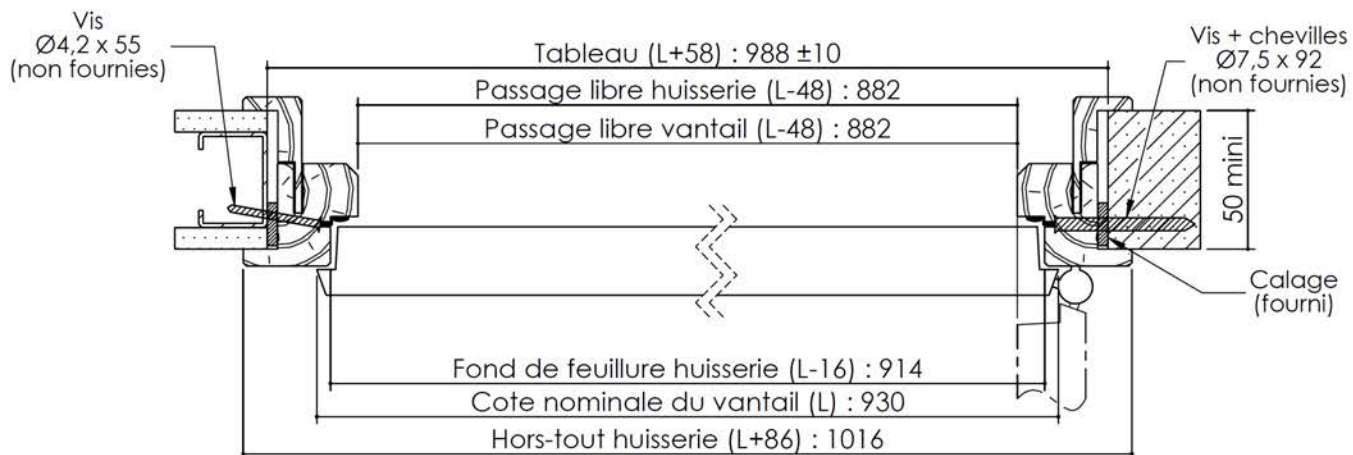 Vis
Ø4,2 x 55
(non fournies)
Tableau (L+58) : 988 ±10
Vis + chevilles
Ø7,5 x 92
(non fournies)
Passage libre huisserie (L-48) : 882
Passage libre vantail (L-48) : 882
50 mini
Calage
(fourni)
Fond de feuillure huisserie (L-16) : 914
Cote nominale du vantail (L) : 930
Hors-tout huisserie (L+86) : 1016